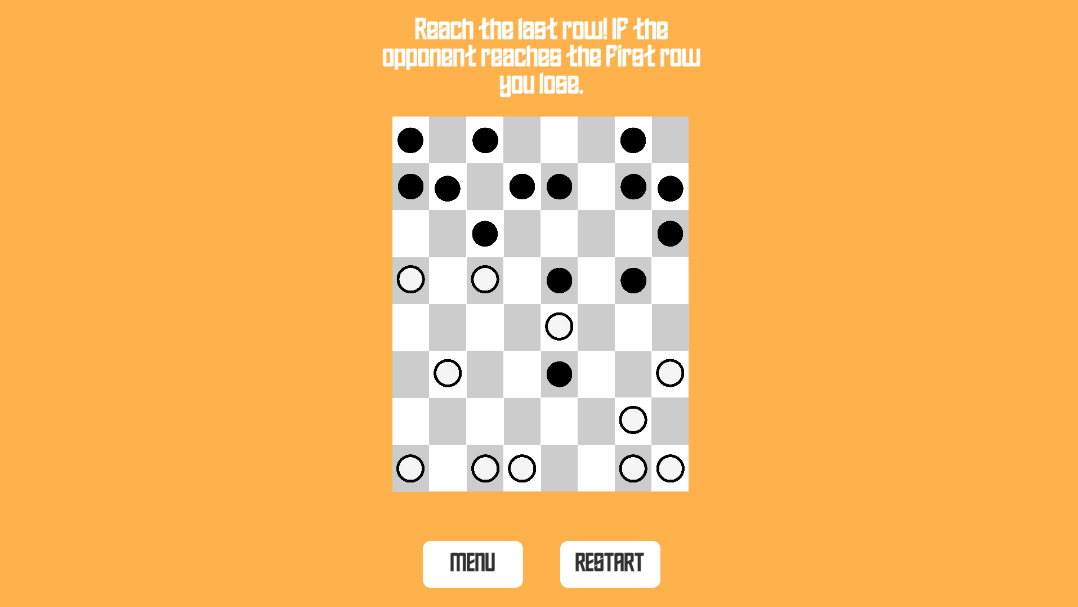 Reach the last row! If the
opponent reaches the first row
you lose.
MENU
RESTART